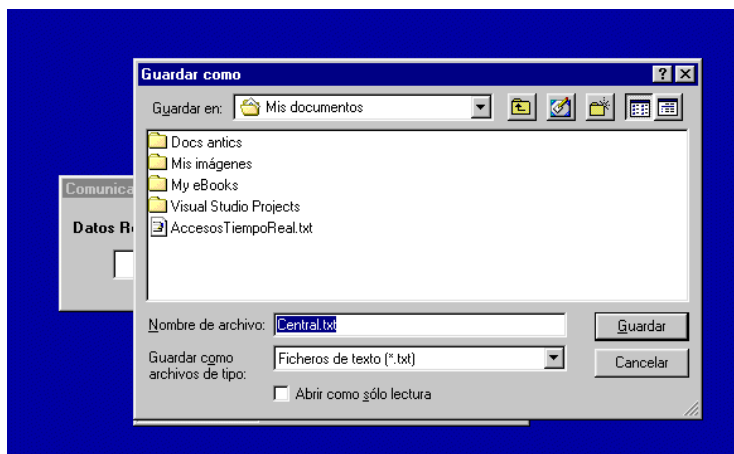 Guardar como
Guardar en: Mis documentos
Docs antics
Mis imágenes
My eBooks
Visual Studio Projects
AccesosTiempoReal.txt
Comunica
Datos R
Nombre de archivo: Central.txt Guardar
Guardar como archivos de tipo: Ficheros de texto (*.txt) Cancelar
Abrir como sólo lectura